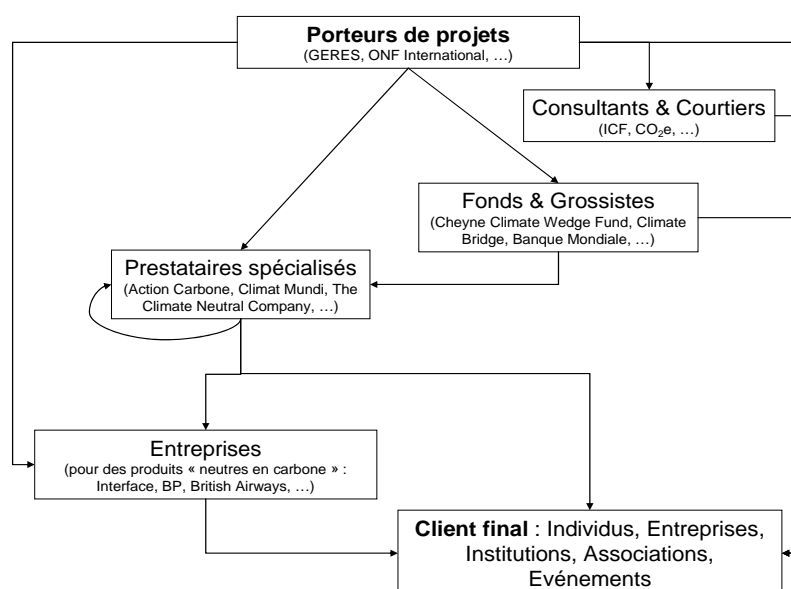 Porteurs de projets
(GERES, ONF International, …)
Consultants & Courtiers
(ICF, CO₂e, …)
Fonds & Grossistes
(Cheyne Climate Wedge Fund, Climate
Bridge, Banque Mondiale, …)
Prestataires spécialisés
(Action Carbone, Climat Mundi, The
Climate Neutral Company, …)
Entreprises
(pour des produits « neutres en carbone » :
Interface, BP, British Airways, …)
Client final : Individus, Entreprises,
Institutions, Associations,
Evénements